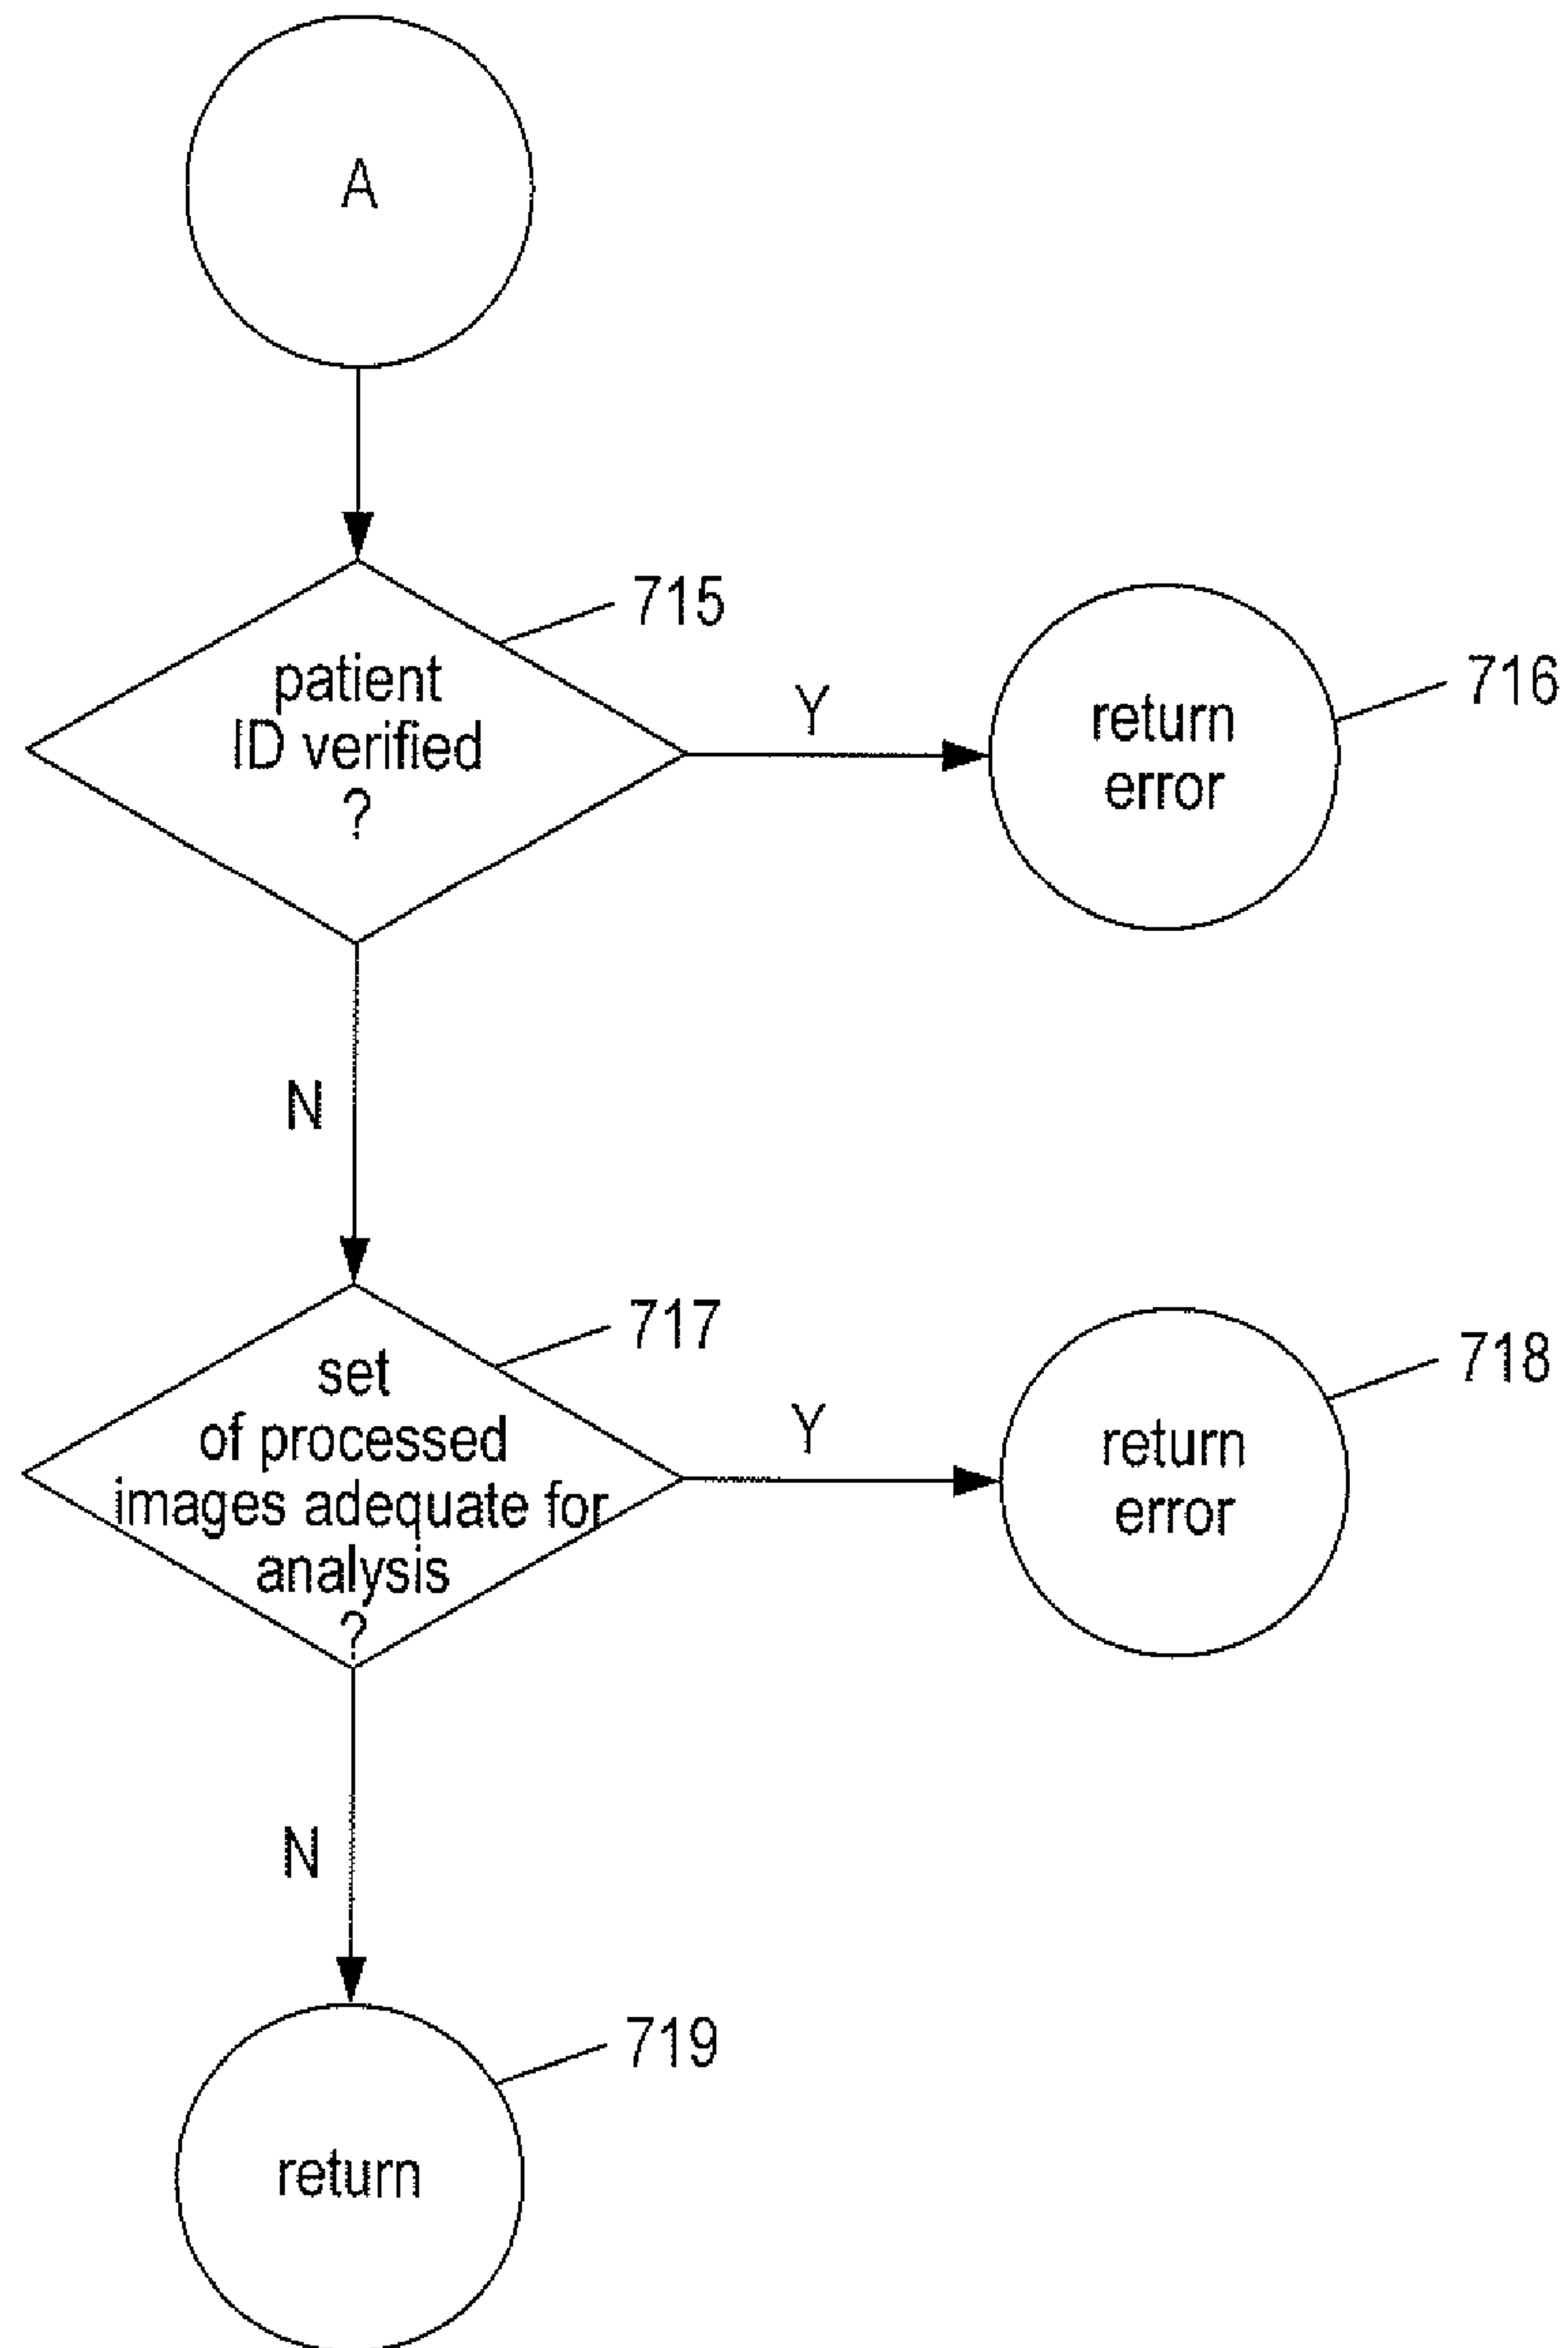 A
715
patient
ID verified
?
Y
716
return
error
N
717
set
of processed
images adequate for
analysis
?
Y
718
return
error
N
719
return